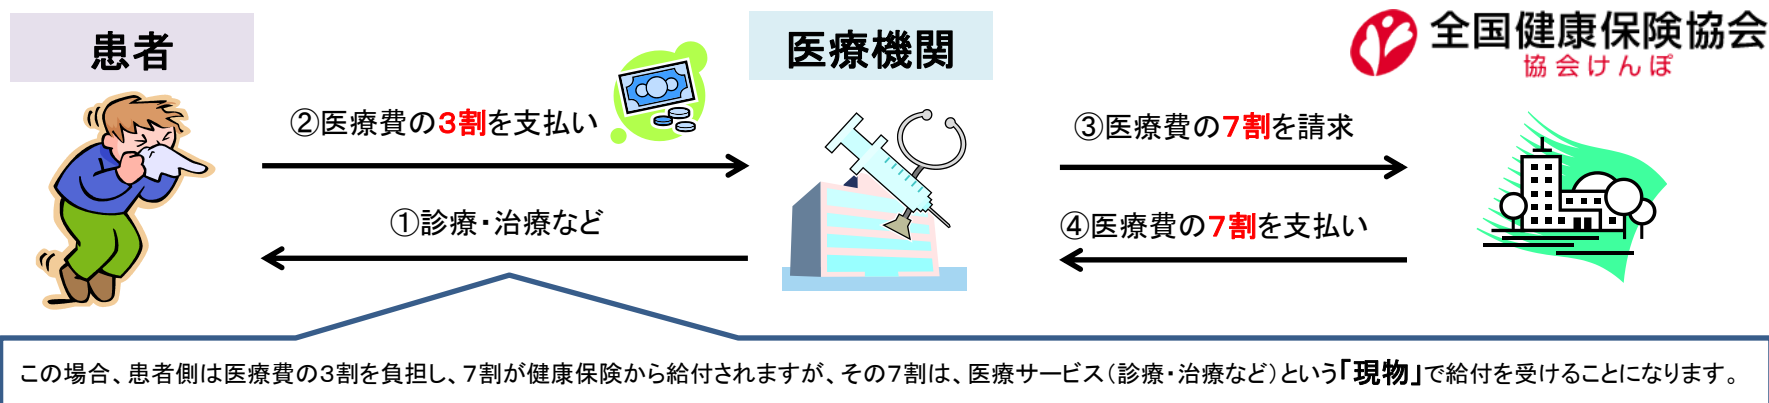 患者
医療機関
全国健康保険協会
協会けんぽ
②医療費の3割を支払い
③医療費の7割を請求
①診療・治療など
④医療費の7割を支払い
この場合、患者側は医療費の3割を負担し、7割が健康保険から給付されますが、その7割は、医療サービス(診療・治療など)という「現物」で給付を受けることになります。